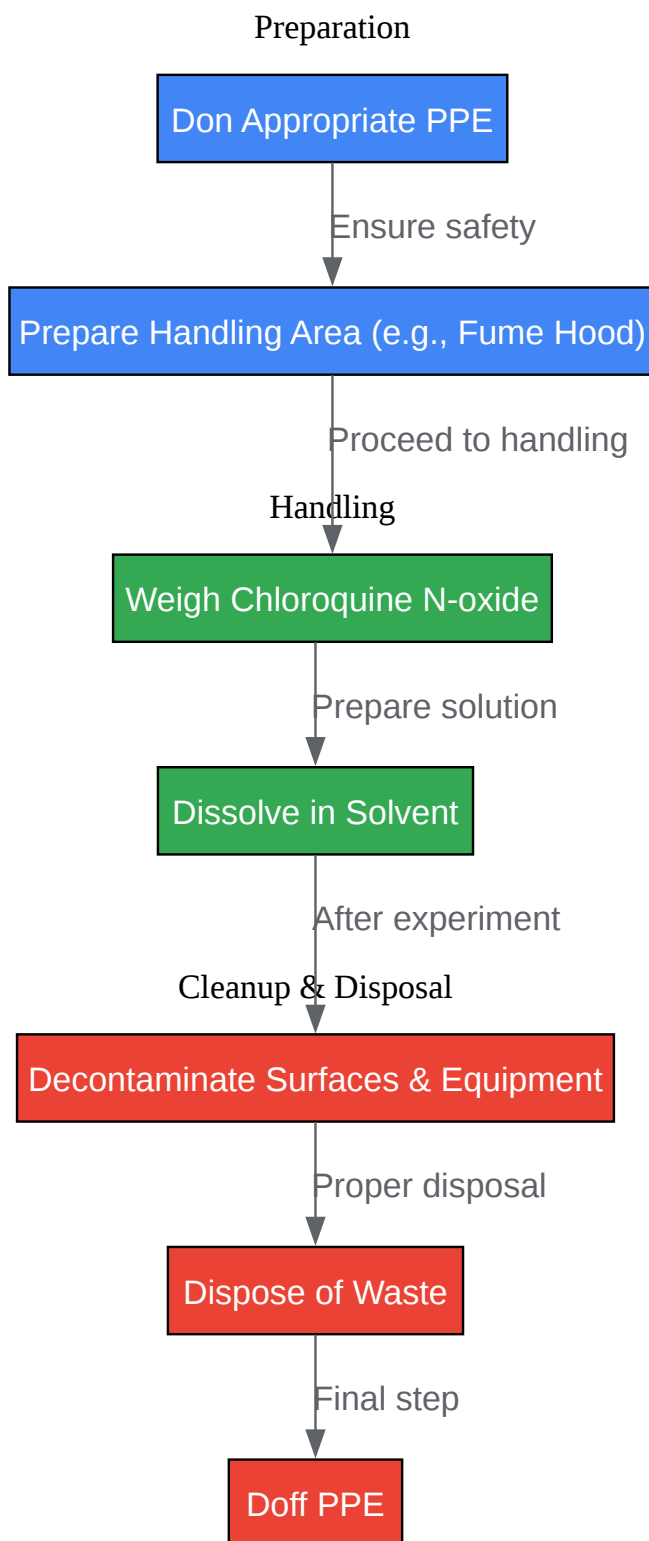 Preparation
Don Appropriate PPE
Ensure safety
Prepare Handling Area (e.g., Fume Hood)
Proceed to handling
Handling
Weigh Chloroquine N-oxide
Prepare solution
Dissolve in Solvent
After experiment
Cleanup & Disposal
Decontaminate Surfaces & Equipment
Proper disposal
Dispose of Waste
Final step
Doff PPE